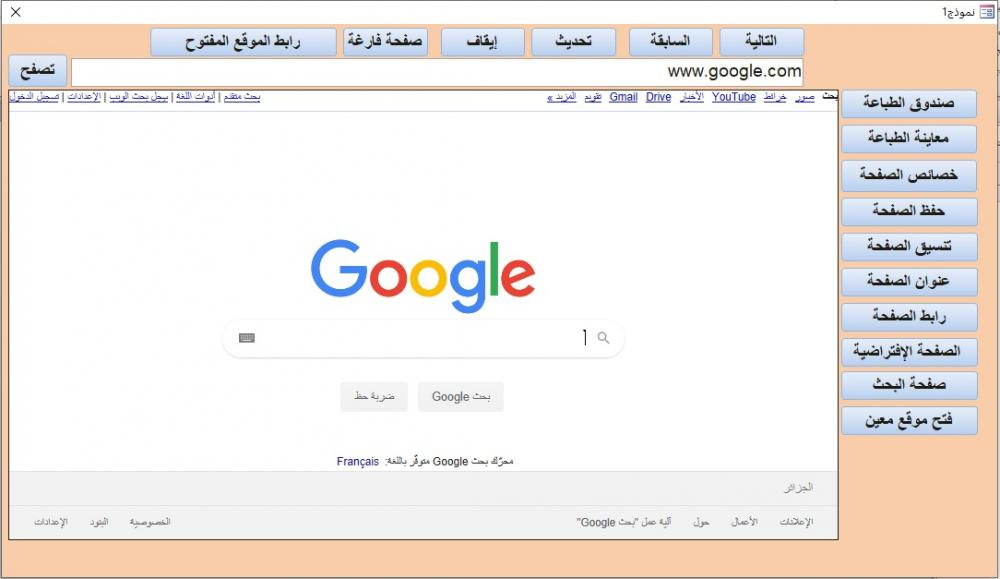 نموذج1
التالية السابقة تحديث إيقاف صفحة فارغة رابط الموقع المفتوح
www.google.com تصفح
بحث صور خرائط YouTube الأخبار Drive Gmail تقويم المزيد »
بحث متقدم | أدوات اللغة | سجل بحث الويب | الإعدادات | تسجيل الدخول
صندوق الطباعة
معاينة الطباعة
خصائص الصفحة
حفظ الصفحة
تنسيق الصفحة
عنوان الصفحة
رابط الصفحة
الصفحة الإفتراضية
صفحة البحث
فتح موقع معين
Google
بحث Google ضربة حظ
محرّك بحث Google متوفّر باللغة: Français
الجزائر
الإعلانات الأعمال حول آلية عمل "بحث Google"
الخصوصية البنود الإعدادات